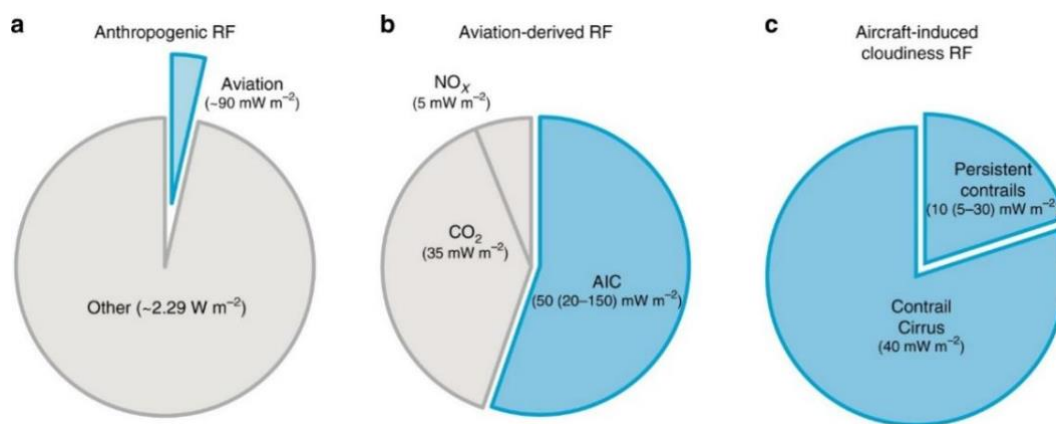 a
Anthropogenic RF
Aviation
(~90 mW m⁻²)
Other (~2.29 W m⁻²)
b
Aviation-derived RF
NOₓ
(5 mW m⁻²)
CO₂
(35 mW m⁻²)
AIC
(50 (20–150) mW m⁻²)
c
Aircraft-induced
cloudiness RF
Persistent
contrails
(10 (5–30) mW m⁻²
Contrail
Cirrus
(40 mW m⁻²)